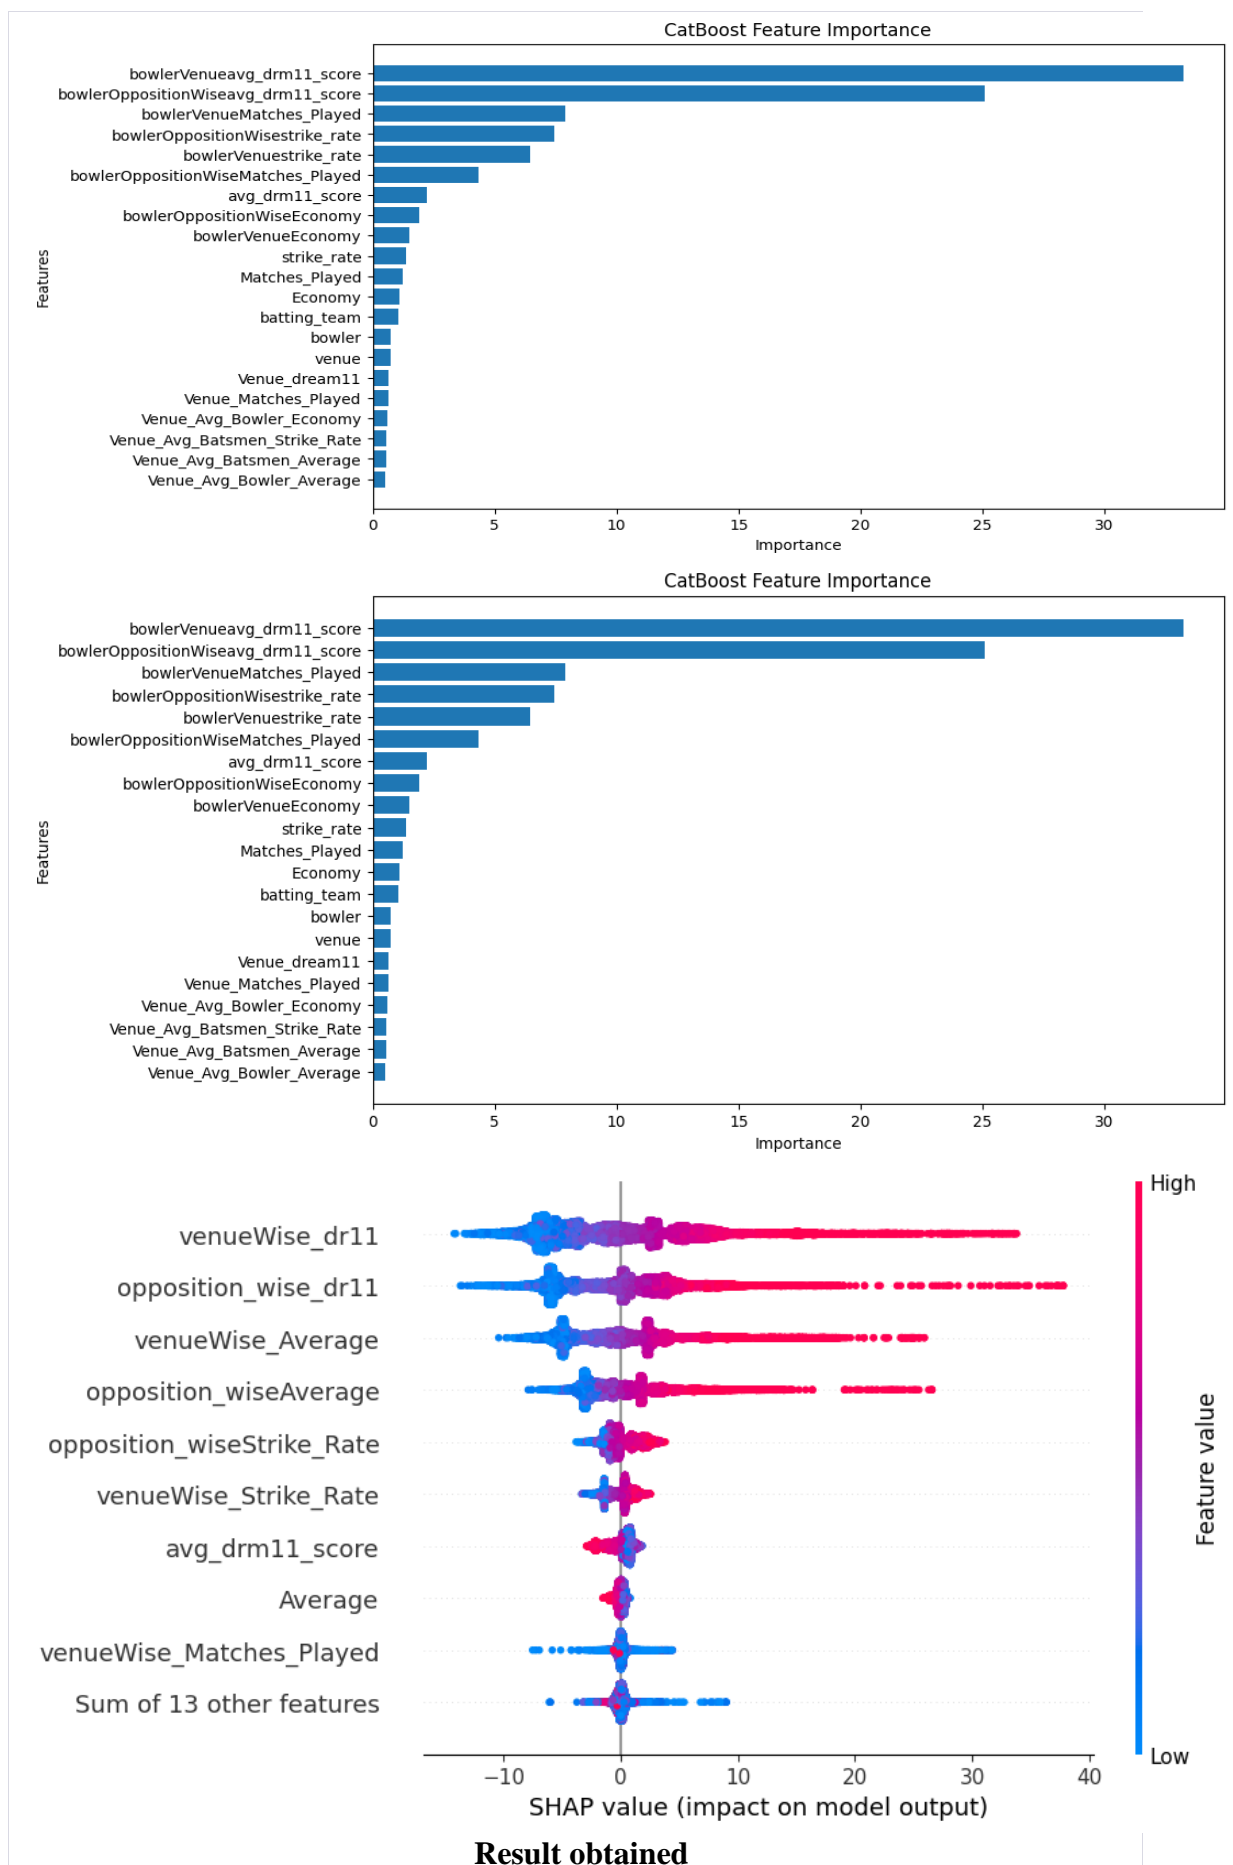 CatBoost Feature Importance
bowlerVenueavg_drm11_score
bowlerOppositionWiseavg_drm11_score
bowlerVenueMatches_Played
bowlerOppositionWisestrike_rate
bowlerVenuestrike_rate
bowlerOppositionWiseMatches_Played
avg_drm11_score
bowlerOppositionWiseEconomy
bowlerVenueEconomy
strike_rate
Matches_Played
Economy
batting_team
bowler
venue
Venue_dream11
Venue_Matches_Played
Venue_Avg_Bowler_Economy
Venue_Avg_Batsmen_Strike_Rate
Venue_Avg_Batsmen_Average
Venue_Avg_Bowler_Average
Features
0 5 10 15 20 25 30
Importance
CatBoost Feature Importance
bowlerVenueavg_drm11_score
bowlerOppositionWiseavg_drm11_score
bowlerVenueMatches_Played
bowlerOppositionWisestrike_rate
bowlerVenuestrike_rate
bowlerOppositionWiseMatches_Played
avg_drm11_score
bowlerOppositionWiseEconomy
bowlerVenueEconomy
strike_rate
Matches_Played
Economy
batting_team
bowler
venue
Venue_dream11
Venue_Matches_Played
Venue_Avg_Bowler_Economy
Venue_Avg_Batsmen_Strike_Rate
Venue_Avg_Batsmen_Average
Venue_Avg_Bowler_Average
Features
0 5 10 15 20 25 30
Importance
venueWise_dr11
opposition_wise_dr11
venueWise_Average
opposition_wiseAverage
opposition_wiseStrike_Rate
venueWise_Strike_Rate
avg_drm11_score
Average
venueWise_Matches_Played
Sum of 13 other features
High
Feature value
Low
−10 0 10 20 30 40
SHAP value (impact on model output)
Result obtained